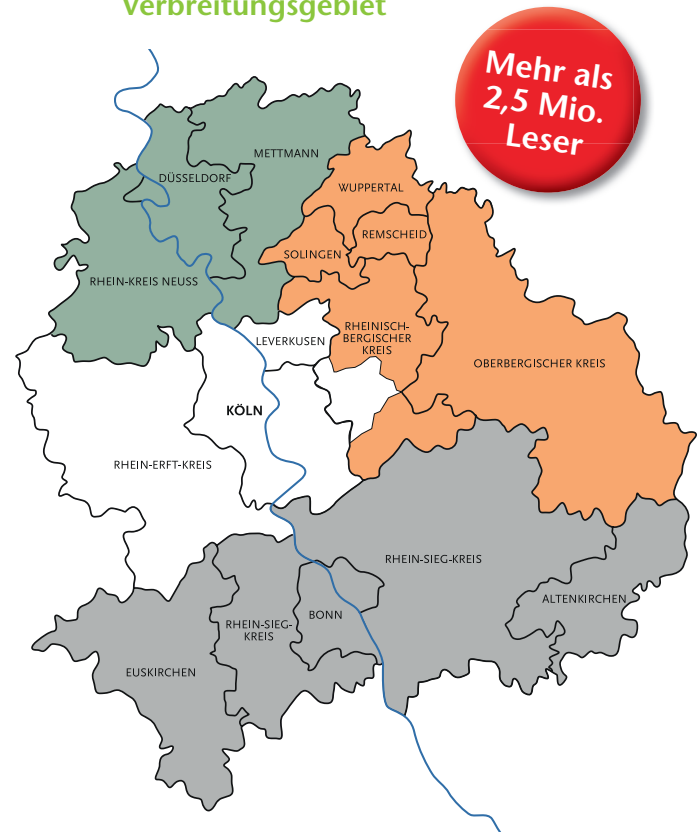 Verbreitungsgebiet
Mehr als
2,5 Mio.
Leser
METTMANN
DÜSSELDORF
WUPPERTAL
REMSCHEID
SOLINGEN
RHEIN-KREIS NEUSS
LEVERKUSEN
RHEINISCH-
BERGISCHER
KREIS
OBERBERGISCHER KREIS
KÖLN
RHEIN-ERFT-KREIS
RHEIN-SIEG-KREIS
ALTENKIRCHEN
BONN
RHEIN-SIEG-
KREIS
EUSKIRCHEN